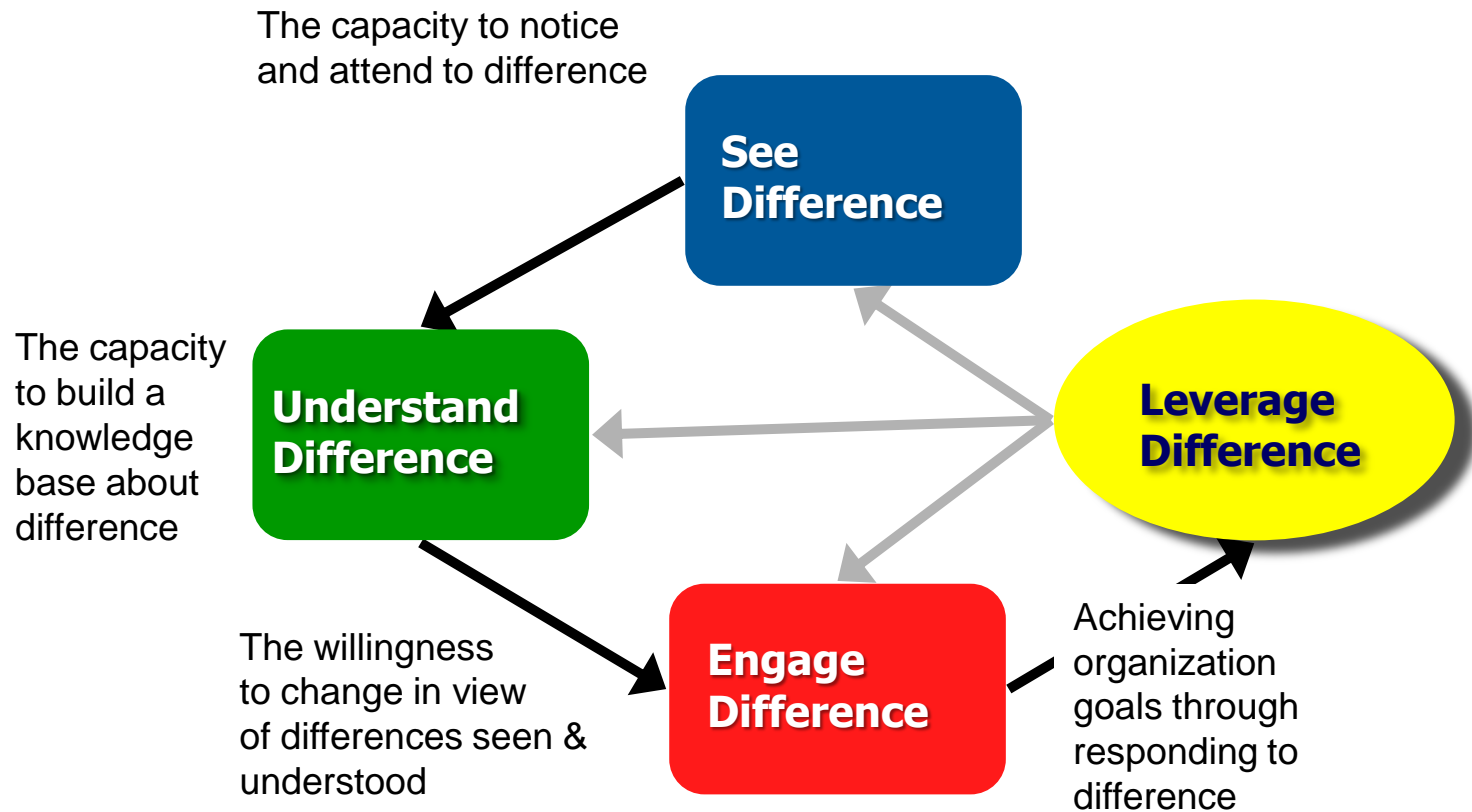 The capacity to notice
and attend to difference
See
Difference
The capacity
to build a
knowledge
base about
difference
Understand
Difference
Leverage
Difference
The willingness
to change in view
of differences seen &
understood
Engage
Difference
Achieving
organization
goals through
responding to
difference